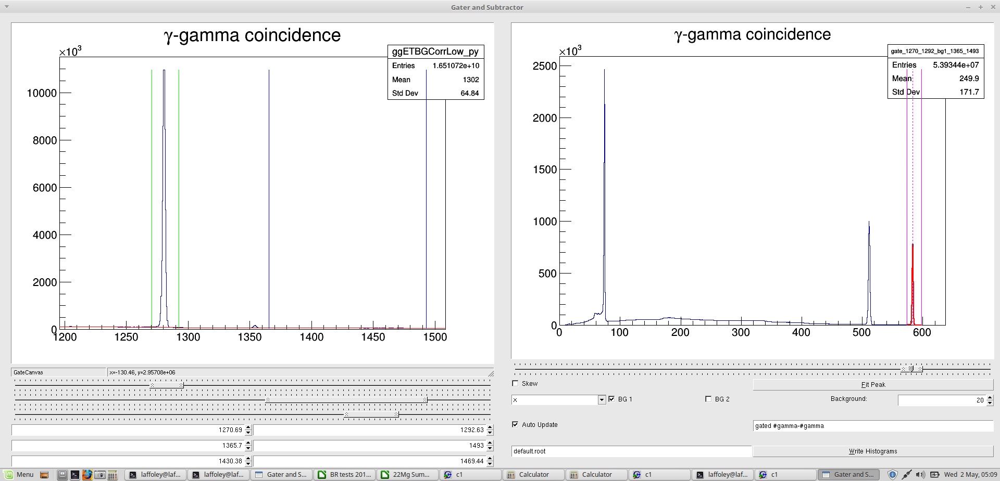 Gater and Subtractor
γ-gamma coincidence
×10³
ggETBGCorrLow_py
Entries 1.651072e+10
Mean 1302
Std Dev 64.84
10000
8000
6000
4000
2000
0
1200 1250 1300 1350 1400 1450 1500
GateCanvas
x=-130.46, y=2.95708e+06
1270.69 1292.63
1365.7 1493
1430.38 1469.44
γ-gamma coincidence
×10³
gate_1270_1292_bg1_1365_1493
Entries 5.39344e+07
Mean 249.9
Std Dev 171.7
2500
2000
1500
1000
500
0
0 100 200 300 400 500 600
Skew
Fit Peak
x
BG 1
BG 2
Background:
20
Auto Update
gated #gamma-#gamma
default.root
Write Histograms
Menu
laffoley@laf...
laffoley@laf...
Gater and S...
BR tests 201...
22Mg Sum...
c1
Calculator
Calculator
c1
laffoley@laf...
c1
Gater and S...
Wed 2 May, 05:09